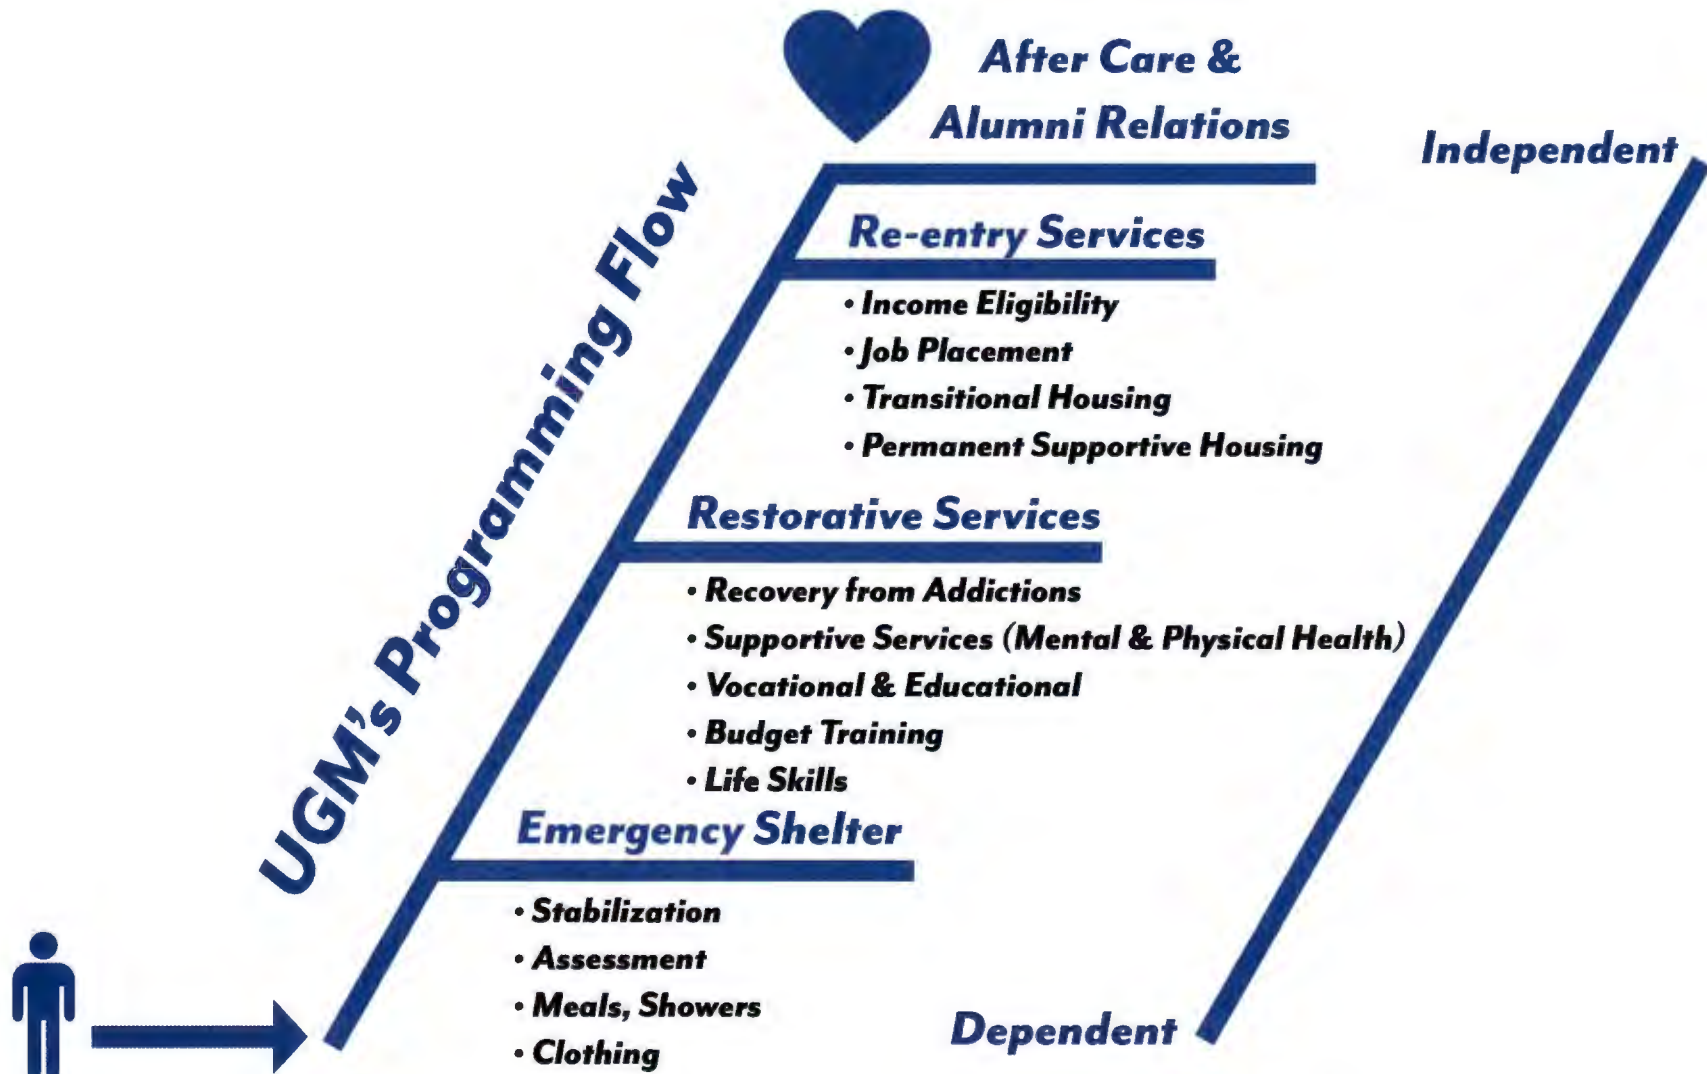 After Care &
Alumni Relations
Independent
UGM's Programming Flow
Re-entry Services
• Income Eligibility
• Job Placement
• Transitional Housing
• Permanent Supportive Housing
Restorative Services
• Recovery from Addictions
• Supportive Services (Mental & Physical Health)
• Vocational & Educational
• Budget Training
• Life Skills
Emergency Shelter
• Stabilization
• Assessment
• Meals, Showers
• Clothing
Dependent